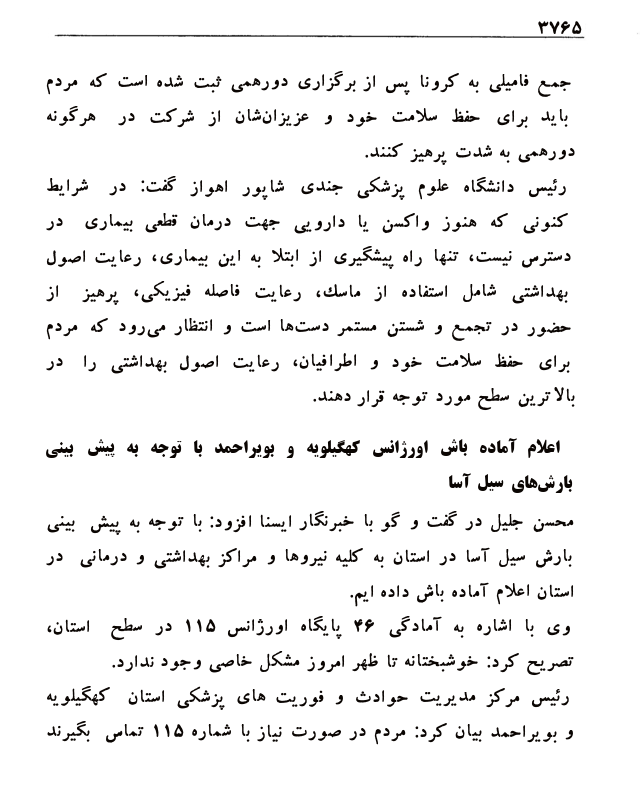 ۳۷۶۵
جمع فامیلی به کرونا پس از برگزاری دورهمی ثبت شده است که مردم
باید برای حفظ سلامت خود و عزیزان‌شان از شرکت در هرگونه
دورهمی به شدت پرهیز کنند.
رئیس دانشگاه علوم پزشکی جندی شاپور اهواز گفت: در شرایط
کنونی که هنوز واکسن یا دارویی جهت درمان قطعی بیماری در
دسترس نیست، تنها راه پیشگیری از ابتلا به این بیماری، رعایت اصول
بهداشتی شامل استفاده از ماسك، رعایت فاصله فیزیکی، پرهیز از
حضور در تجمع و شستن مستمر دست‌ها است و انتظار می‌رود که مردم
برای حفظ سلامت خود و اطرافیان، رعایت اصول بهداشتی را در
بالاترین سطح مورد توجه قرار دهند.
اعلام آماده باش اورژانس کهگیلویه و بویراحمد با توجه به پیش بینی
بارش‌های سیل آسا
محسن جلیل در گفت و گو با خبرنگار ایسنا افزود: با توجه به پیش بینی
بارش سیل آسا در استان به کلیه نیروها و مراکز بهداشتی و درمانی در
استان اعلام آماده باش داده ایم.
وی با اشاره به آمادگی ۴۶ پایگاه اورژانس ۱۱۵ در سطح استان،
تصریح کرد: خوشبختانه تا ظهر امروز مشکل خاصی وجود ندارد.
رئیس مرکز مدیریت حوادث و فوریت های پزشکی استان کهگیلویه
و بویراحمد بیان کرد: مردم در صورت نیاز با شماره ۱۱۵ تماس بگیرند